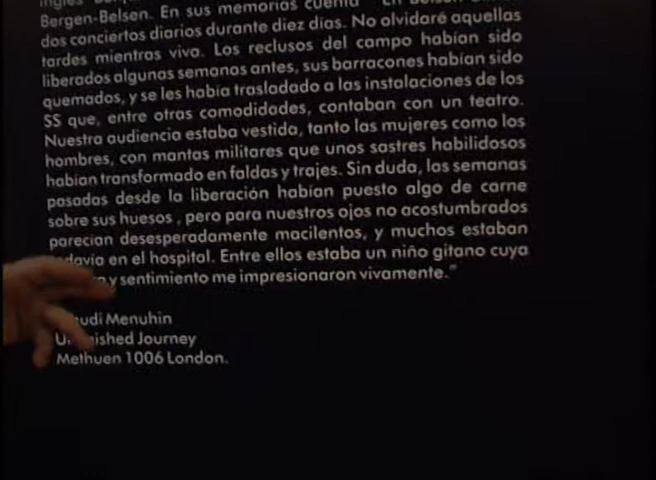 Bergen-Belsen. En sus memorias cuenta "En Belsen
dos conciertos diarios durante diez días. No olvidaré aquellas
tardes mientras viva. Los reclusos del campo habían sido
liberados algunas semanas antes, sus barracones habían sido
quemados, y se les había trasladado a las instalaciones de los
SS que, entre otras comodidades, contaban con un teatro.
Nuestra audiencia estaba vestida, tanto las mujeres como los
hombres, con mantas militares que unos sastres habilidosos
habían transformado en faldas y trajes. Sin duda, las semanas
pasadas desde la liberación habían puesto algo de carne
sobre sus huesos , pero para nuestros ojos no acostumbrados
parecían desesperadamente macilentos, y muchos estaban
en el hospital. Entre ellos estaba un niño gitano cuya
y sentimiento me impresionaron vivamente."
Menuhin
Journey
Methuen 1006 London.